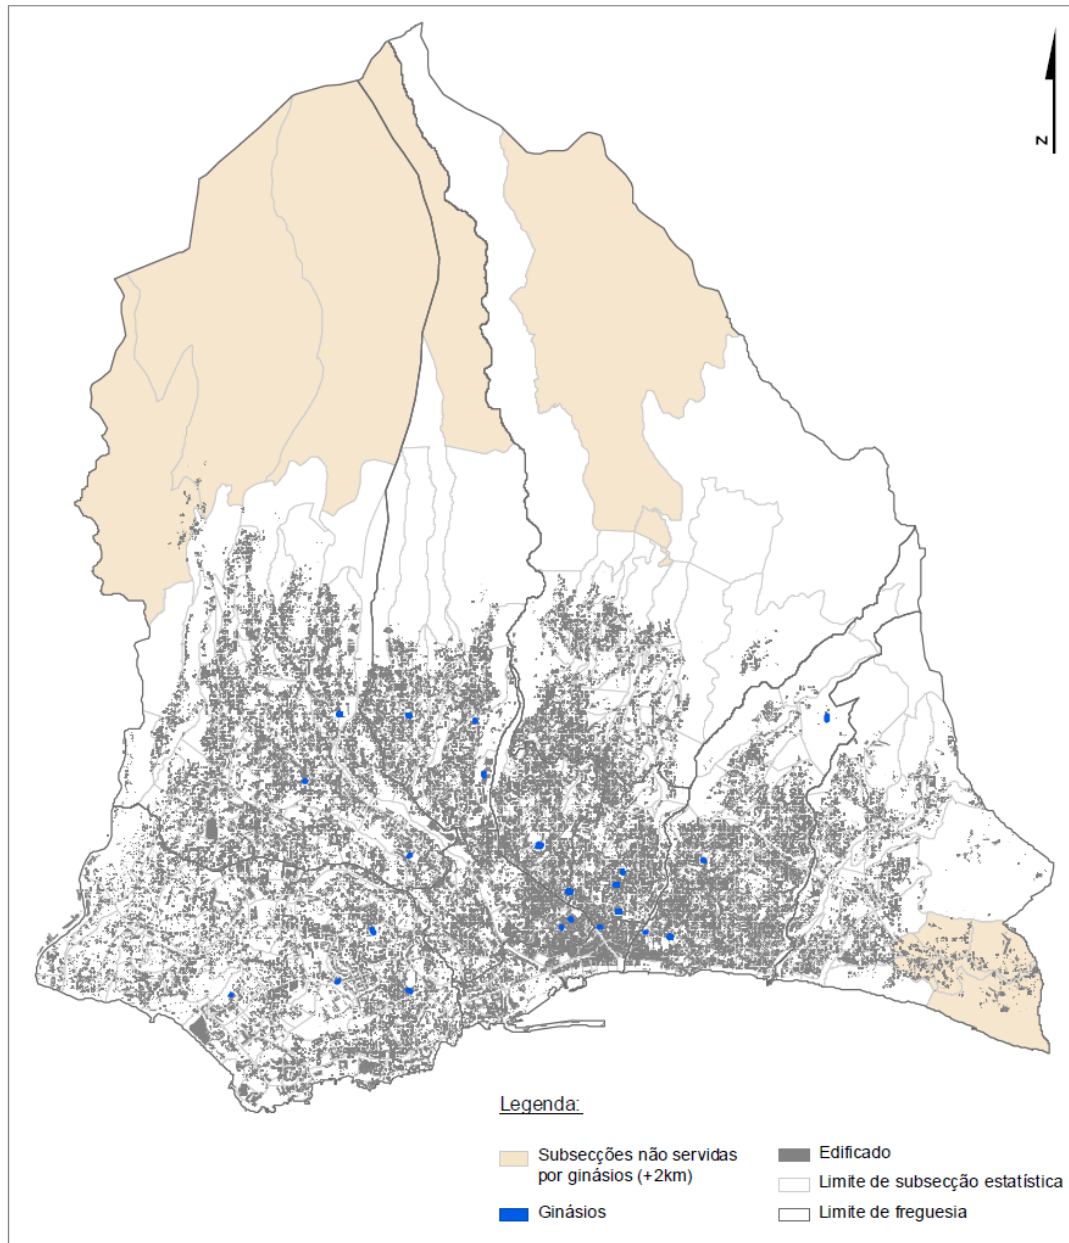 N
Legenda:
Subsecções não servidas
por ginásios (+2km)
Ginásios
Edificado
Limite de subsecção estatística
Limite de freguesia